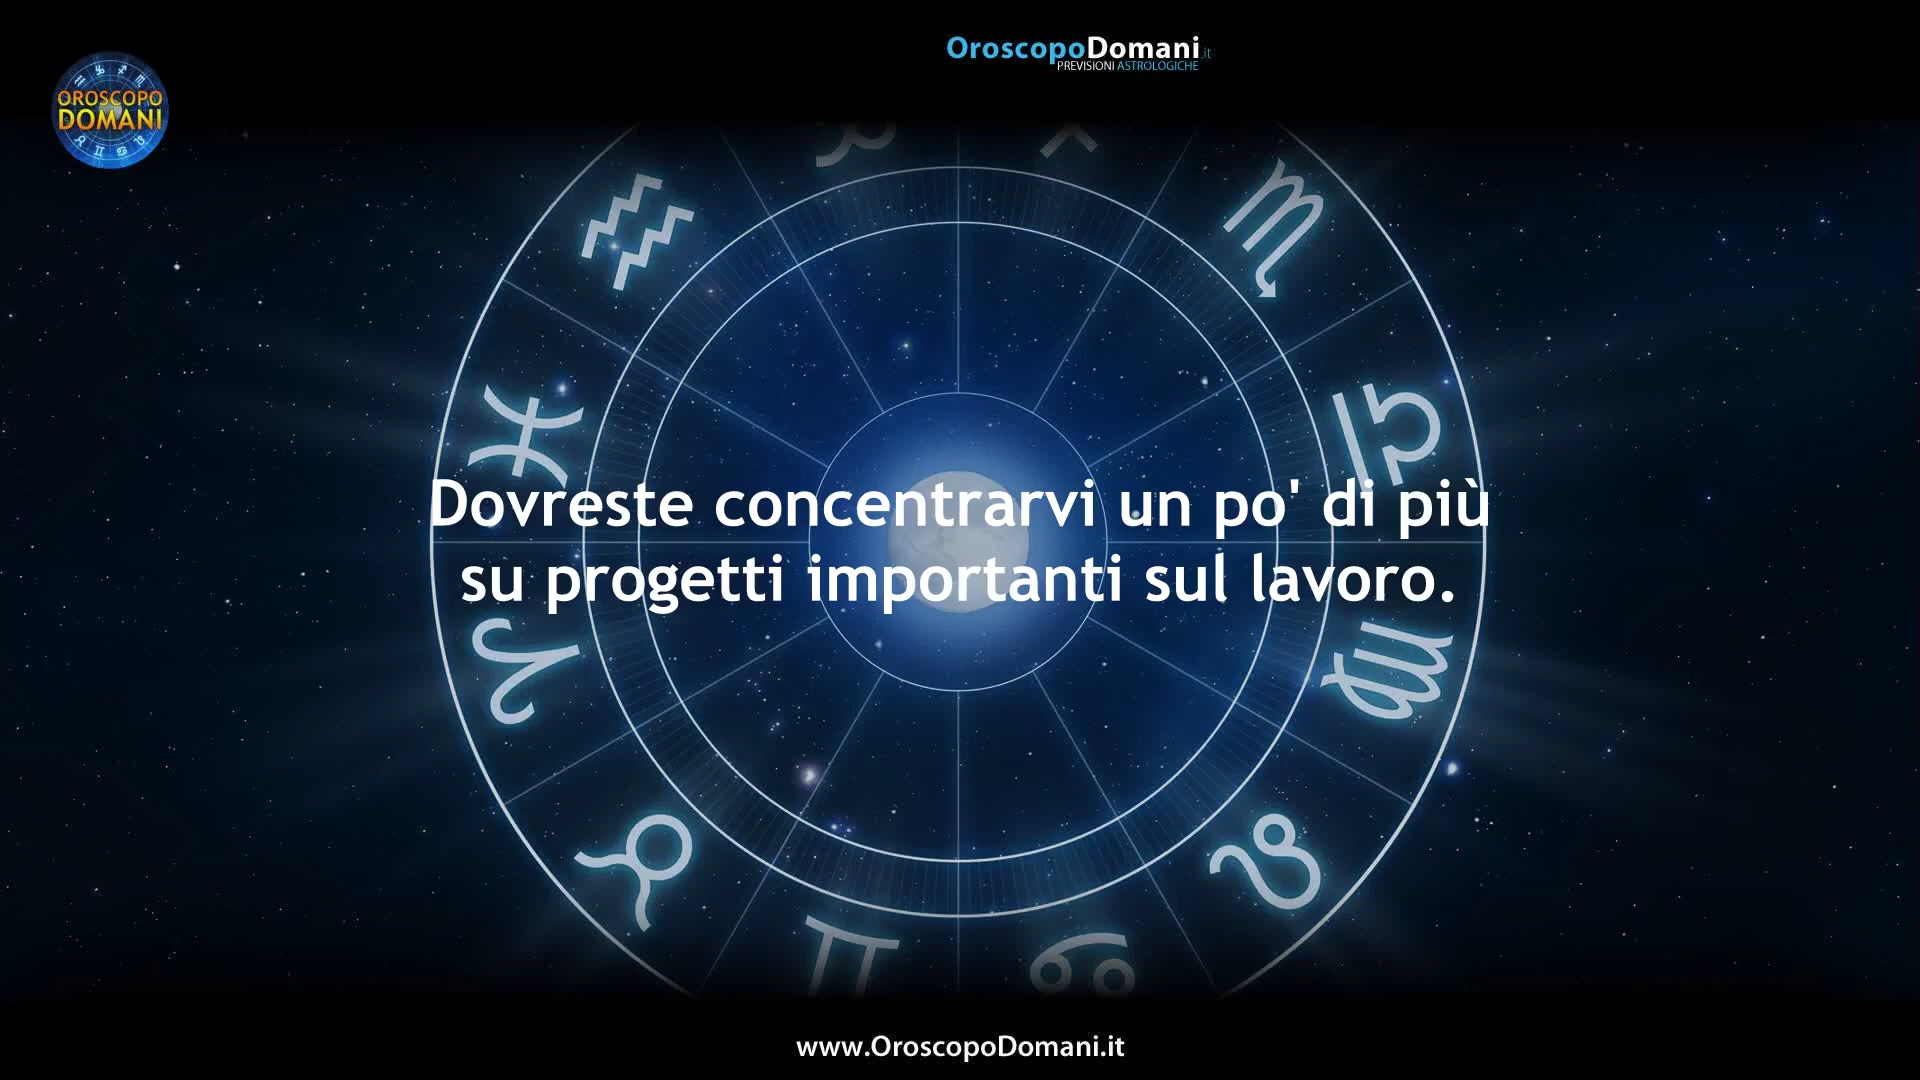 OroscopoDomani.it
PREVISIONI ASTROLOGICHE
OROSCOPO
DOMANI
Dovreste concentrarvi un po' di più
su progetti importanti sul lavoro.
www.OroscopoDomani.it